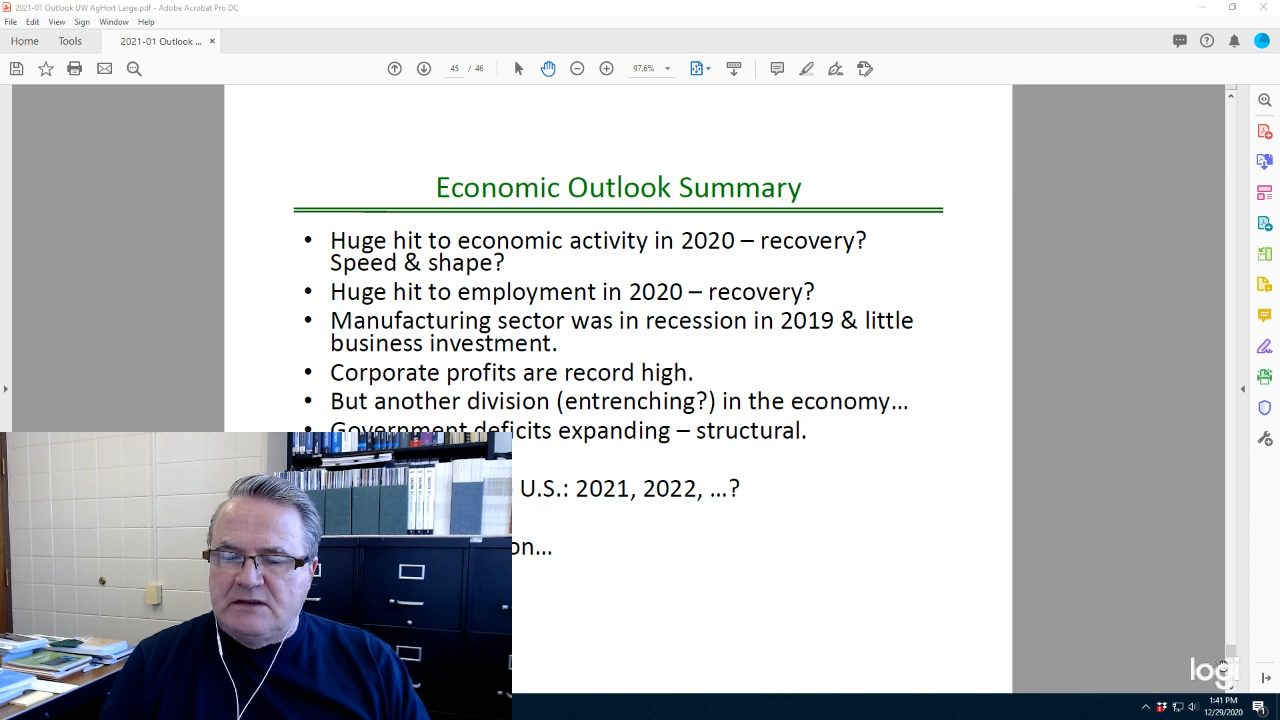 2021-01 Outlook UW AgHort Large.pdf - Adobe Acrobat Pro DC
File Edit View Sign Window Help
Home Tools 2021-01 Outlook ... ×
45 / 46 97.6%
Economic Outlook Summary
• Huge hit to economic activity in 2020 – recovery?
Speed & shape?
• Huge hit to employment in 2020 – recovery?
• Manufacturing sector was in recession in 2019 & little
business investment.
• Corporate profits are record high.
• But another division (entrenching?) in the economy…
• Government deficits expanding – structural.
U.S.: 2021, 2022, …?
on…
logi
1:41 PM
12/29/2020